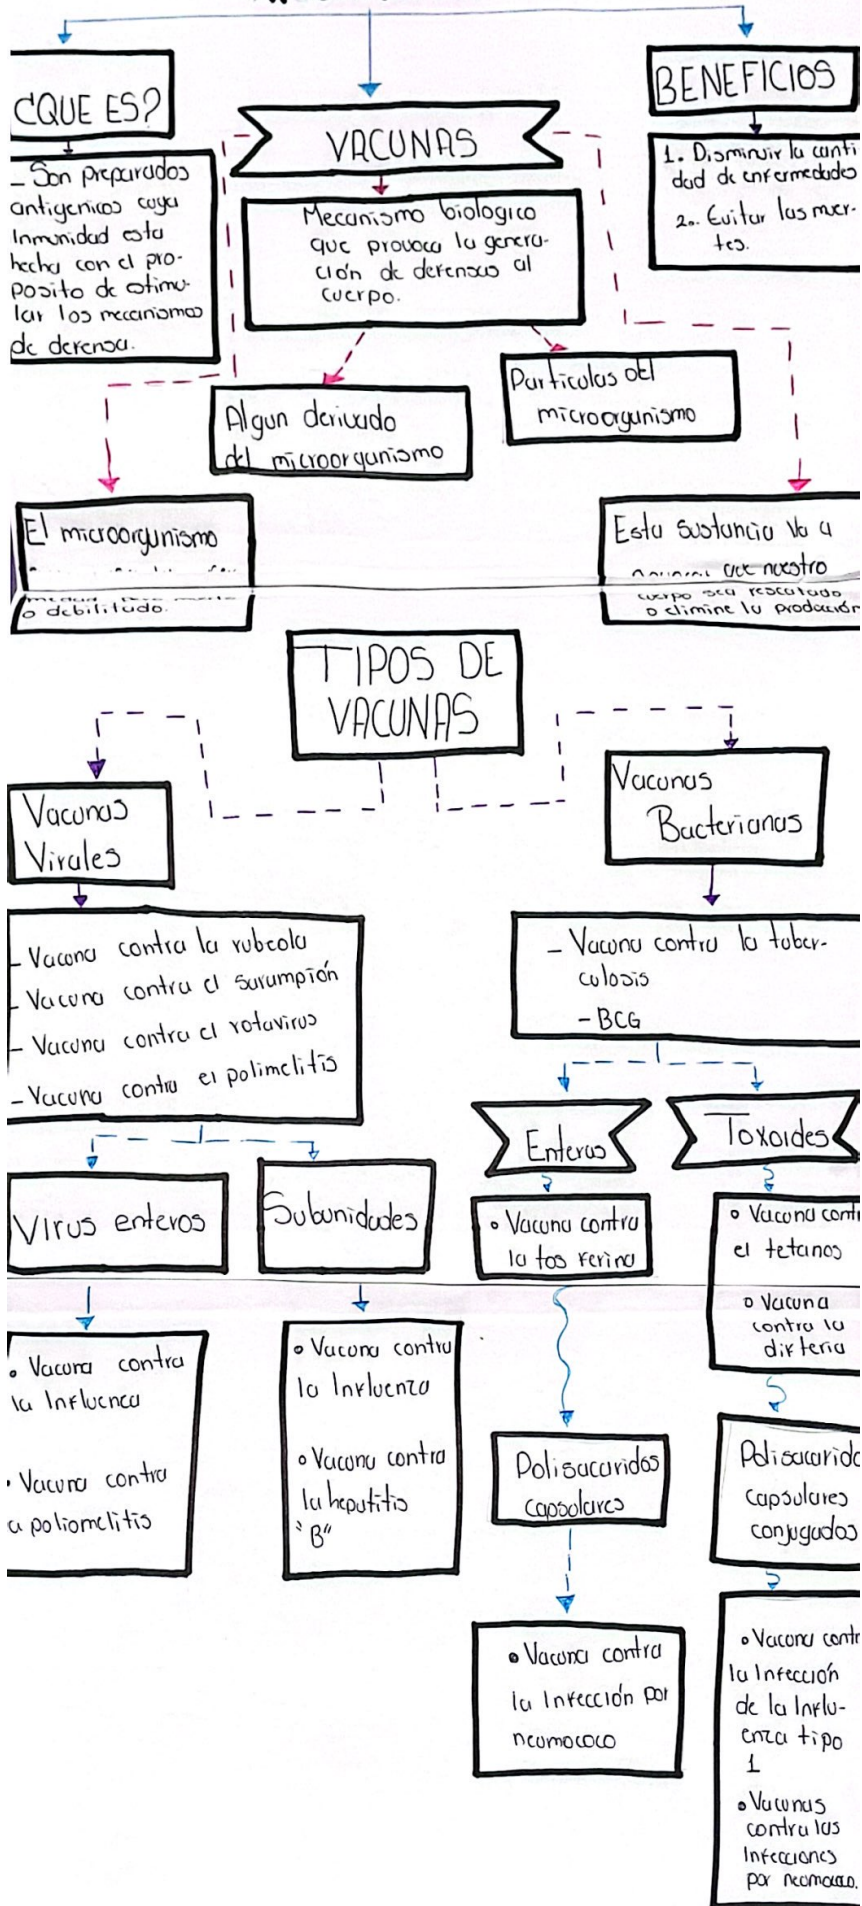 ¿QUE ES?
- Son preparados
antigenicos cuya
Inmunidad esta
hecha con el pro-
posito de estimu-
lar los mecanismos
de defensa.
VACUNAS
Mecanismo biologico
que provoca la genera-
ción de defensas al
cuerpo.
BENEFICIOS
1. Disminuir la canti-
dad de enfermedades
2. Evitar las muer-
tes.
Algun derivado
del microorganismo
Particulas del
microorganismo
El microorganismo
o debilitado.
Esta sustancia va a
que nuestro
cuerpo sea rescatado
o elimine la producción
TIPOS DE
VACUNAS
Vacunas
Virales
- Vacuna contra la rubeola
- Vacuna contra el sarampión
- Vacuna contra el rotavirus
- Vacuna contra el polimelitis
Virus enteros
• Vacuna contra
la Influenca
• Vacuna contra
a poliomelitis
Subunidades
• Vacuna contra
la Influenza
• Vacuna contra
la hepatitis
"B"
Vacunas
Bacterianas
- Vacuna contra la tuber-
culosis
- BCG
Enteras
• Vacuna contra
la tos ferina
Polisacaridos
capsulares
• Vacuna contra
la Infección por
neumococo
Toxoides
• Vacuna contr
el tetanos
• Vacuna
contra la
difteria
Polisacarido
capsulares
conjugados
• Vacuna contr
la Infección
de la Influ-
enza tipo
1
• Vacunas
contra las
Infecciones
por neumococo.